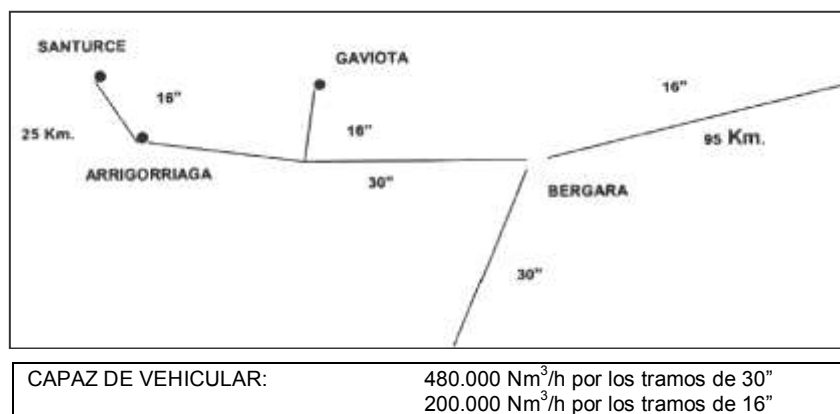 SANTURCE
GAVIOTA
16"
16"
16"
25 Km.
95 Km.
ARRIGORRIAGA
30"
BERGARA
30"
CAPAZ DE VEHICULAR: 480.000 Nm³/h por los tramos de 30”
200.000 Nm³/h por los tramos de 16”